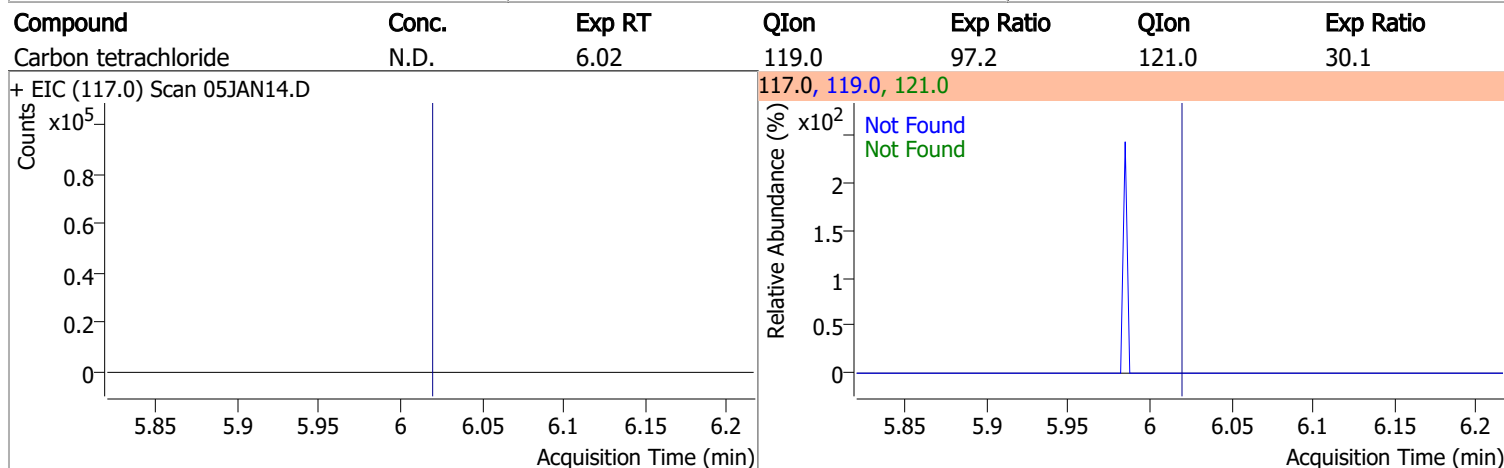 Compound Conc. Exp RT QIon Exp Ratio QIon Exp Ratio
Carbon tetrachloride N.D. 6.02 119.0 97.2 121.0 30.1
+ EIC (117.0) Scan 05JAN14.D
Counts
x10⁵
0.8
0.6
0.4
0.2
0
5.85 5.9 5.95 6 6.05 6.1 6.15 6.2
Acquisition Time (min)
117.0, 119.0, 121.0
Relative Abundance (%)
x10²
Not Found
Not Found
2
1.5
1
0.5
0
5.85 5.9 5.95 6 6.05 6.1 6.15 6.2
Acquisition Time (min)